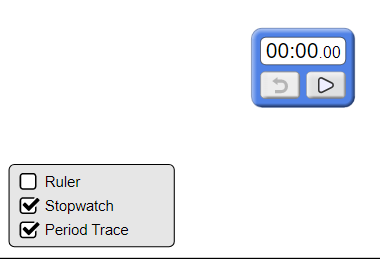 00:00.00
Ruler
Stopwatch
Period Trace